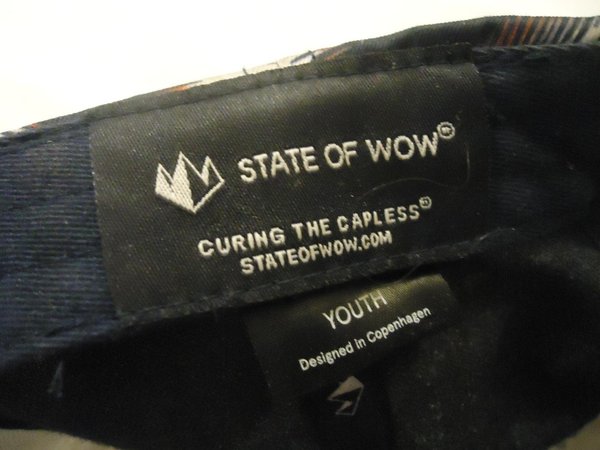 STATE OF WOW®
CURING THE CAPLESS®
STATEOFWOW.COM
YOUTH
Designed in Copenhagen